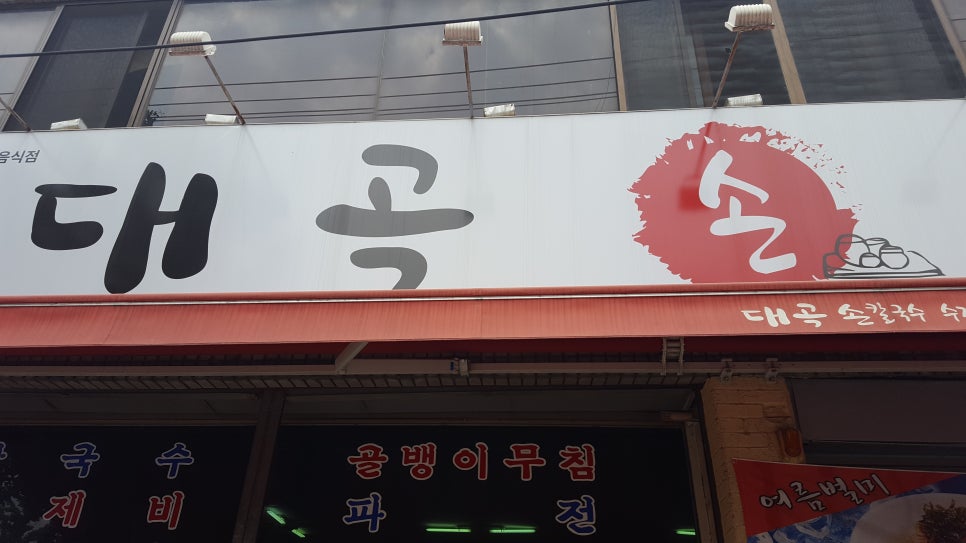 음식점
대곡 손
대곡 손칼국수
국수
제비
골뱅이무침
파전
여름별미